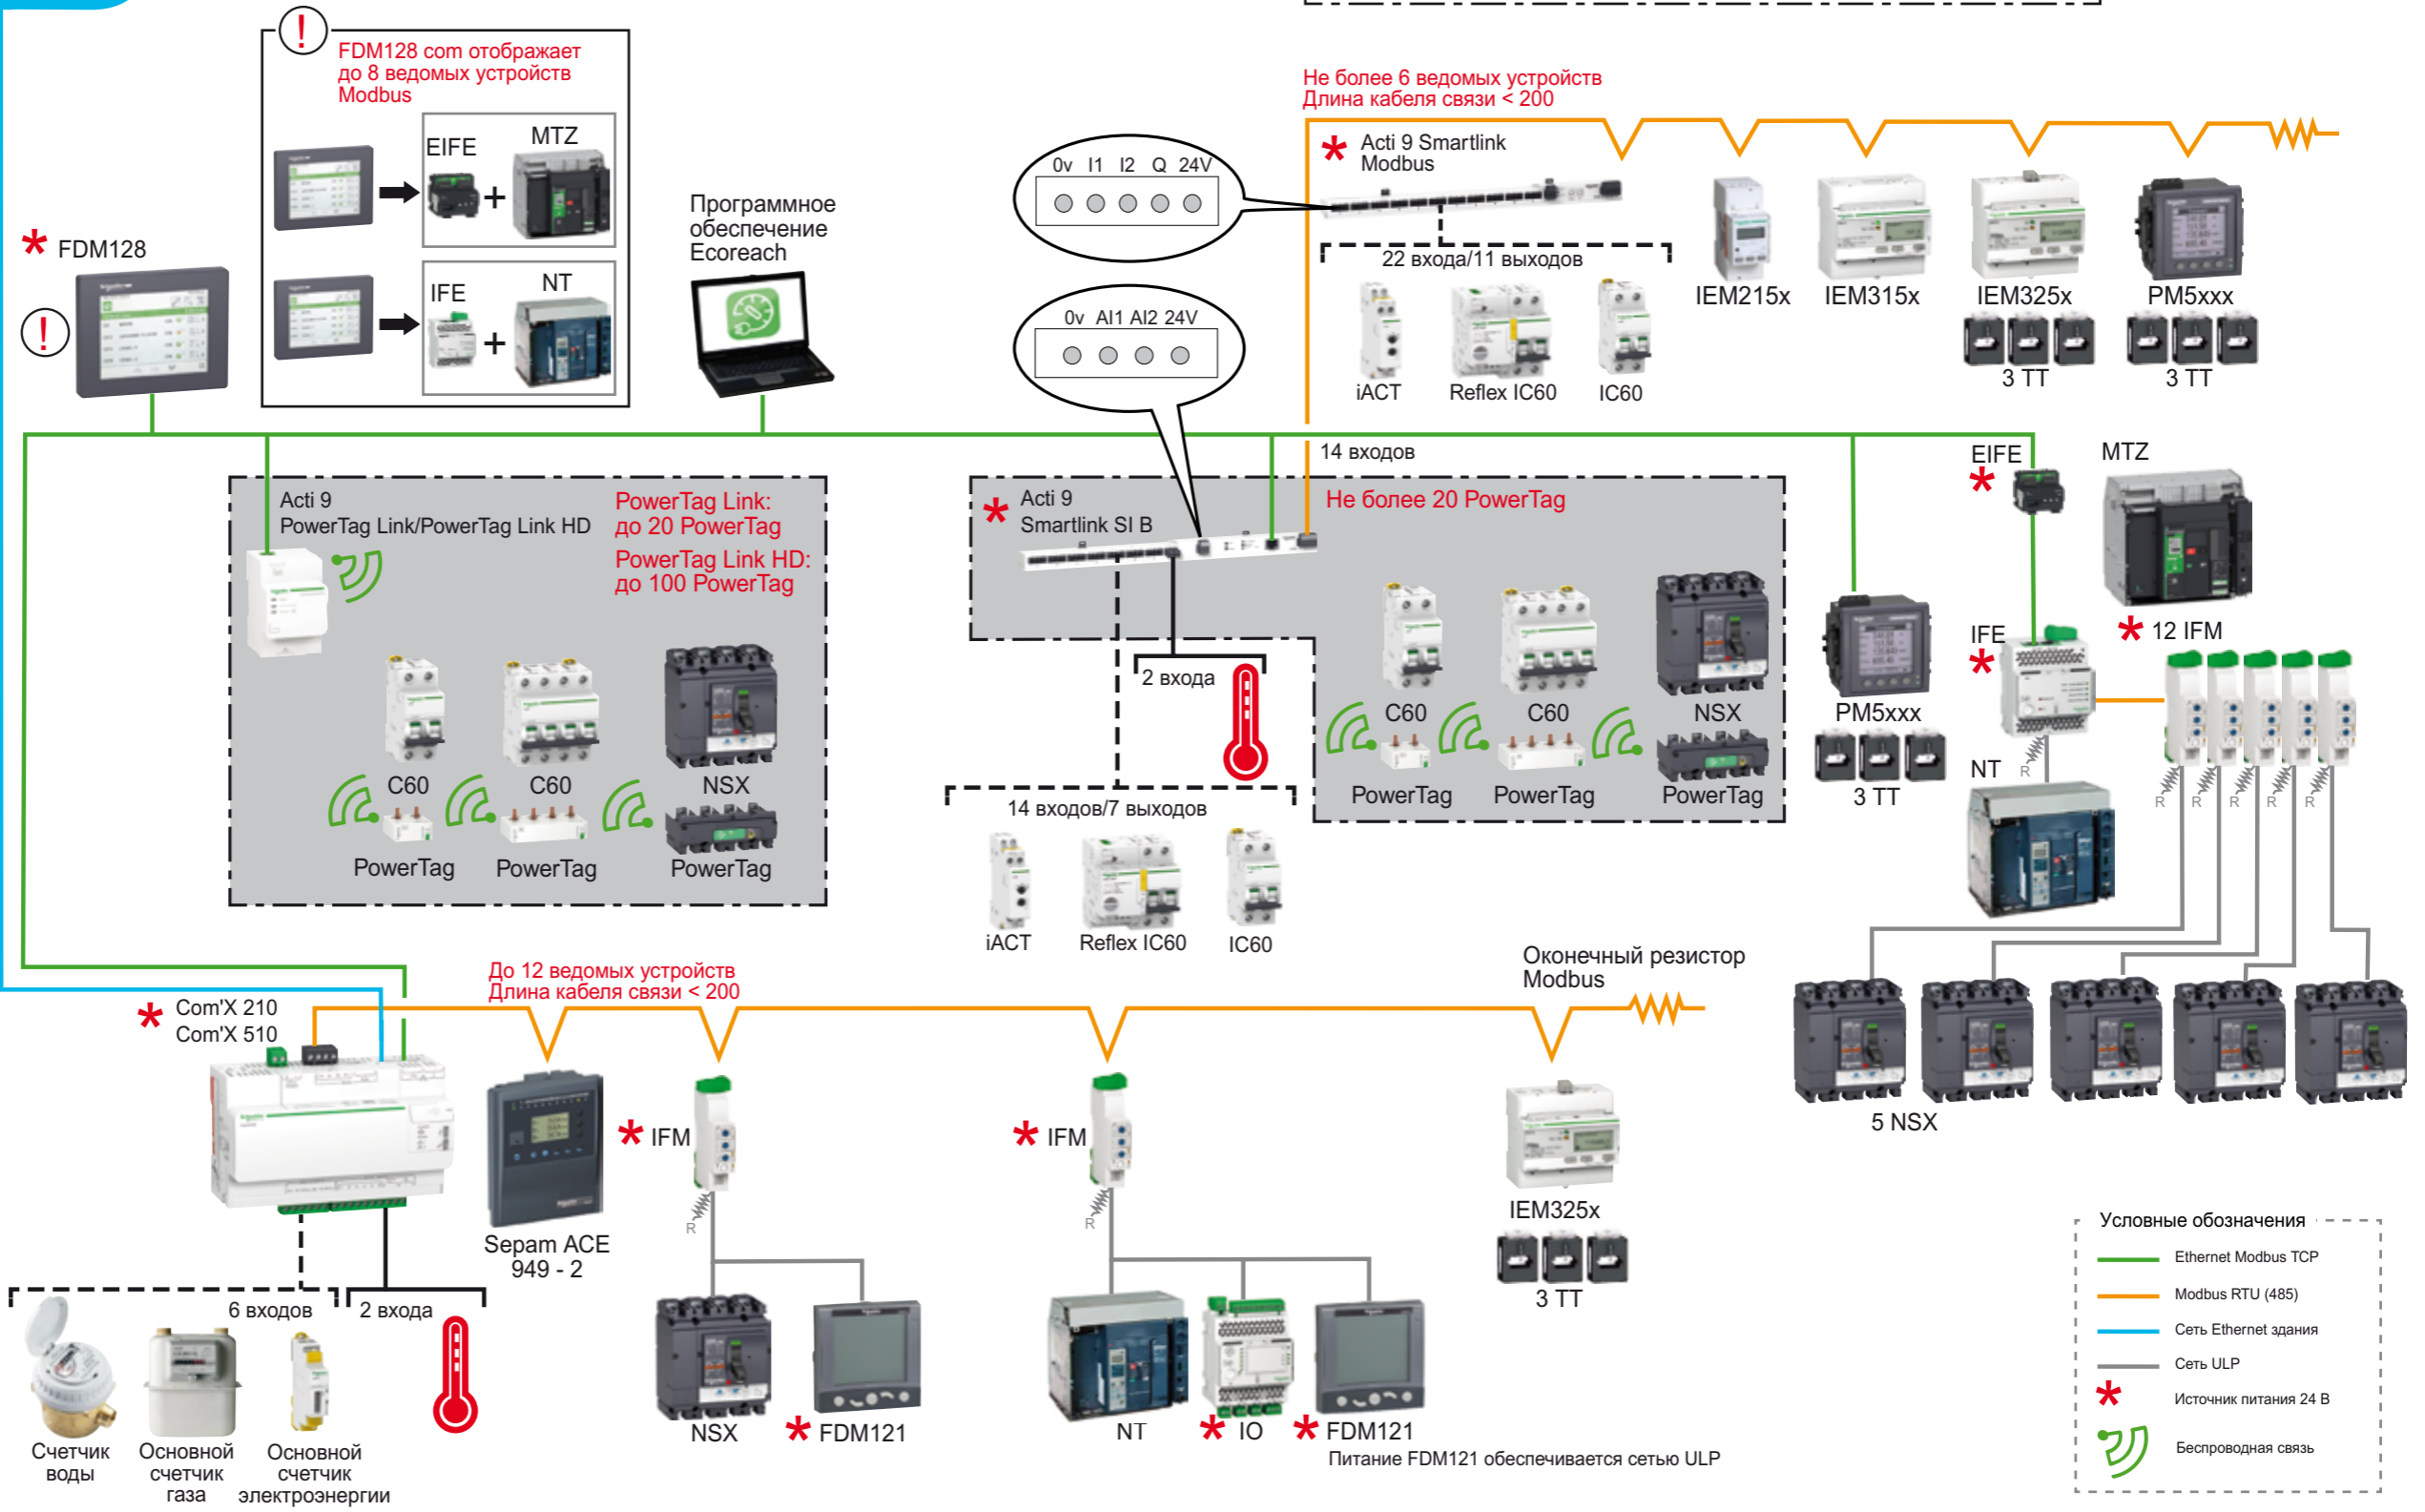 FDM128 com отображает
до 8 ведомых устройств
Modbus
EIFE
MTZ
IFE
NT
FDM128
Программное
обеспечение
Ecoreach
0v I1 I2 Q 24V
0v AI1 AI2 24V
Не более 6 ведомых устройств
Длина кабеля связи < 200
Acti 9 Smartlink
Modbus
22 входа/11 выходов
iACT
Reflex IC60
IC60
IEM215x
IEM315x
IEM325x
3 TT
PM5xxx
3 TT
14 входов
Acti 9
PowerTag Link/PowerTag Link HD
PowerTag Link:
до 20 PowerTag
PowerTag Link HD:
до 100 PowerTag
C60
C60
NSX
PowerTag
PowerTag
PowerTag
Acti 9
Smartlink SI B
Не более 20 PowerTag
2 входа
C60
C60
NSX
PowerTag
PowerTag
PowerTag
14 входов/7 выходов
iACT
Reflex IC60
IC60
PM5xxx
3 TT
EIFE
MTZ
IFE
12 IFM
R
NT
R
R
R
R
R
5 NSX
Com'X 210
Com'X 510
До 12 ведомых устройств
Длина кабеля связи < 200
Оконечный резистор
Modbus
Sepam ACE
949 - 2
IFM
R
NSX
FDM121
IFM
R
NT
IO
FDM121
Питание FDM121 обеспечивается сетью ULP
IEM325x
3 TT
6 входов
2 входа
Счетчик
воды
Основной
счетчик
газа
Основной
счетчик
электроэнергии
Условные обозначения
Ethernet Modbus TCP
Modbus RTU (485)
Сеть Ethernet здания
Сеть ULP
Источник питания 24 В
Беспроводная связь